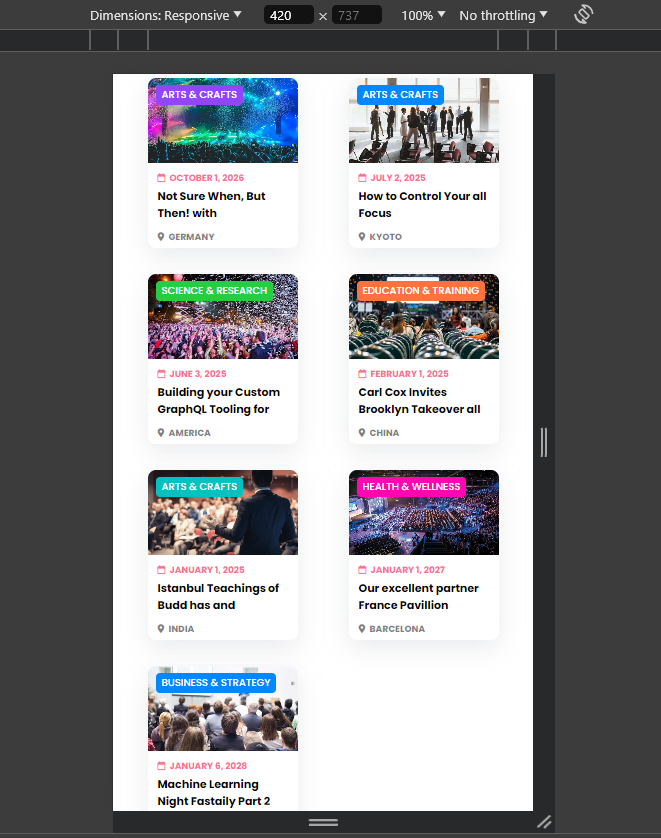 Dimensions: Responsive 420 × 737 100% No throttling
ARTS & CRAFTS
OCTOBER 1, 2026
Not Sure When, But
Then! with
GERMANY
ARTS & CRAFTS
JULY 2, 2025
How to Control Your all
Focus
KYOTO
SCIENCE & RESEARCH
JUNE 3, 2025
Building your Custom
GraphQL Tooling for
AMERICA
EDUCATION & TRAINING
FEBRUARY 1, 2025
Carl Cox Invites
Brooklyn Takeover all
CHINA
ARTS & CRAFTS
JANUARY 1, 2025
Istanbul Teachings of
Budd has and
INDIA
HEALTH & WELLNESS
JANUARY 1, 2027
Our excellent partner
France Pavillion
BARCELONA
BUSINESS & STRATEGY
JANUARY 6, 2028
Machine Learning
Night Fastaily Part 2